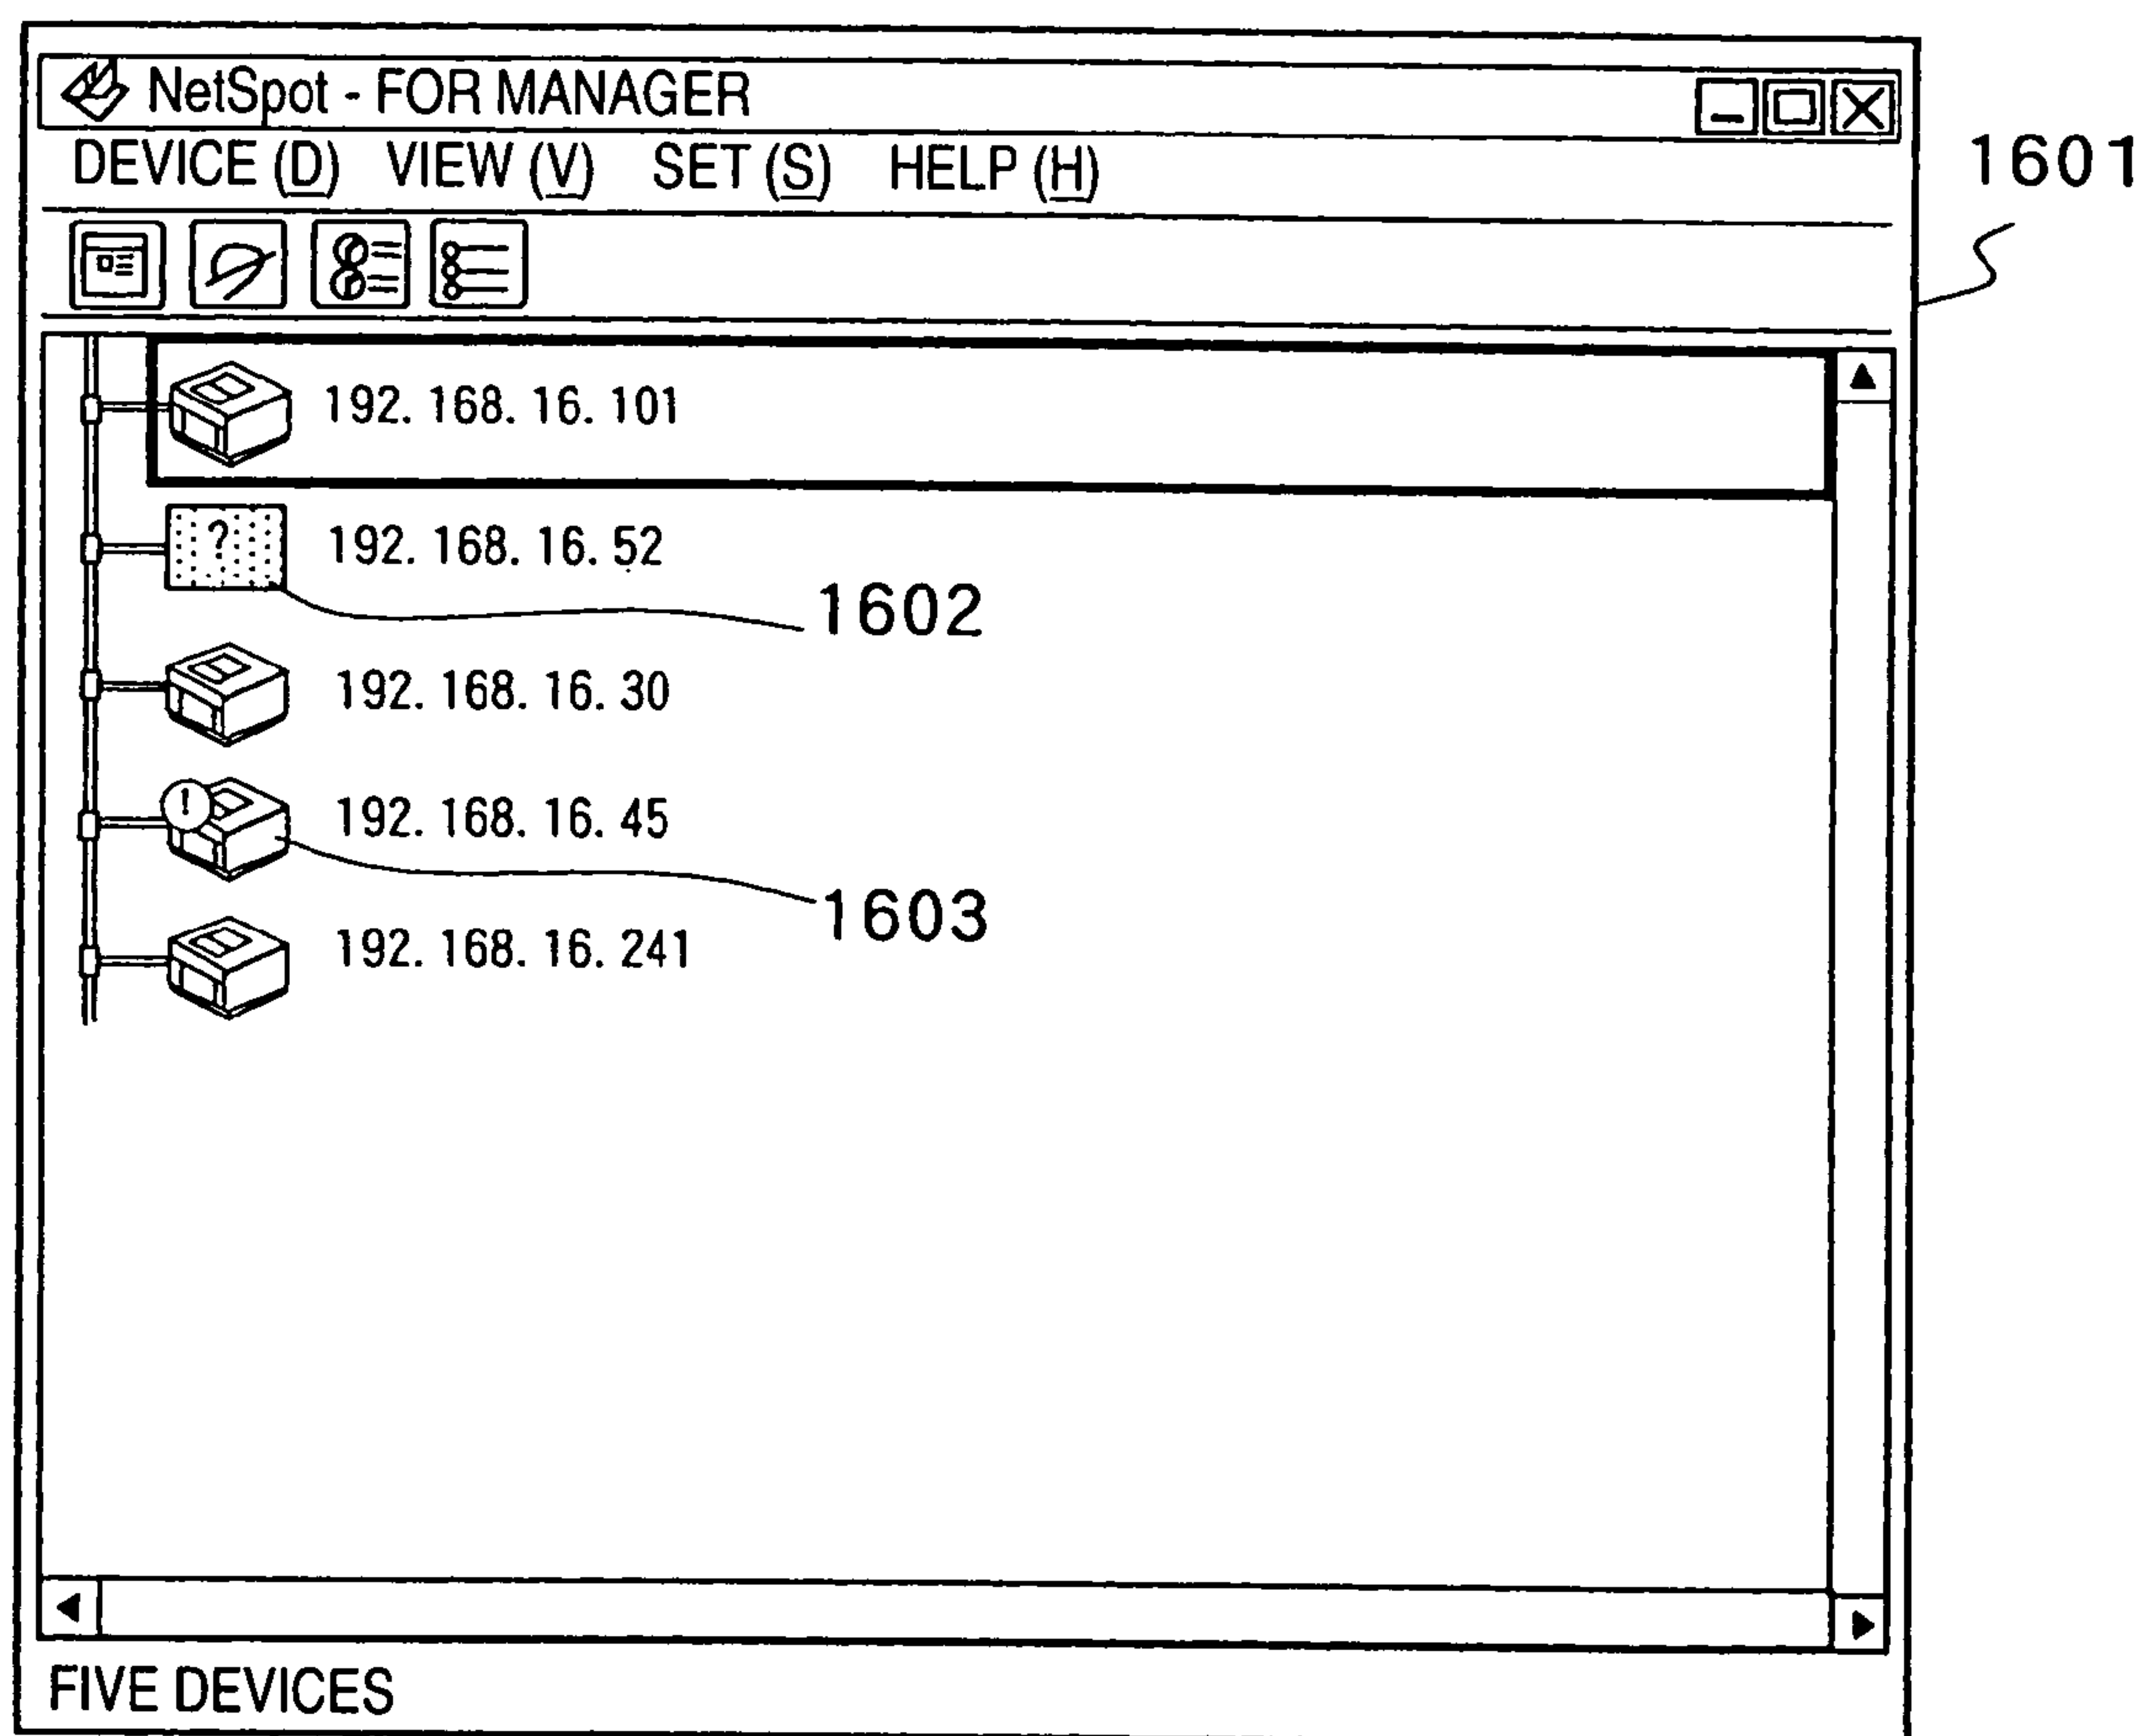 NetSpot - FOR MANAGER
DEVICE (D) VIEW (V) SET (S) HELP (H)
1601
192. 168. 16. 101
? 192. 168. 16. 52
1602
192. 168. 16. 30
! 192. 168. 16. 45
1603
192. 168. 16. 241
FIVE DEVICES